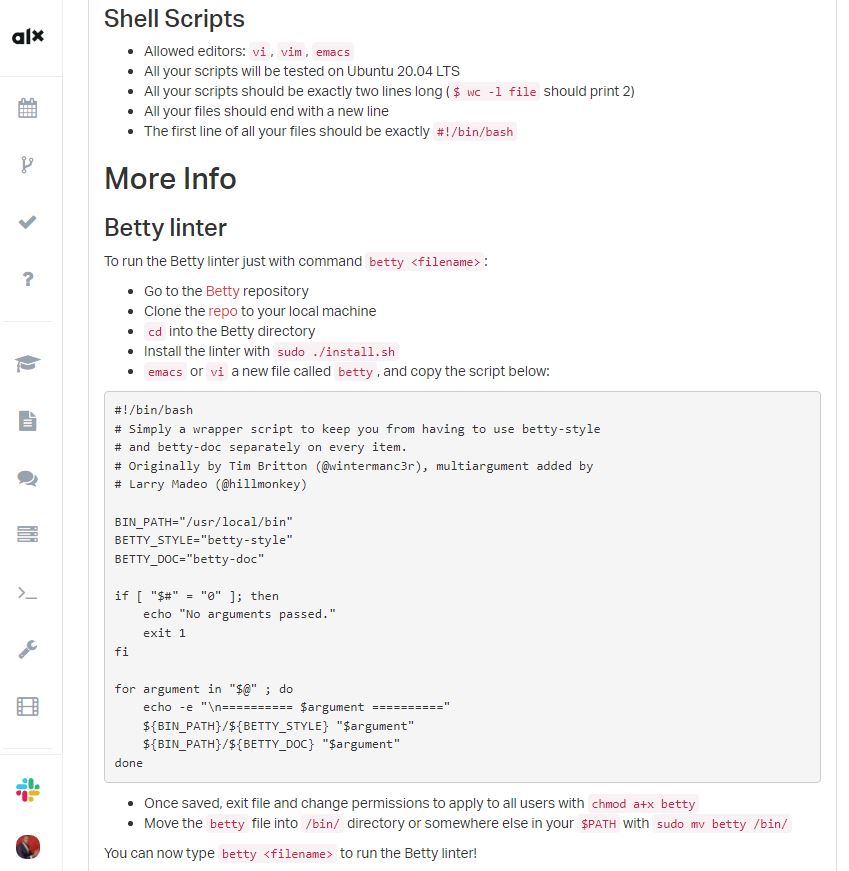 alx
Shell Scripts
Allowed editors: vi, vim, emacs
All your scripts will be tested on Ubuntu 20.04 LTS
All your scripts should be exactly two lines long ( $ wc -l file should print 2)
All your files should end with a new line
The first line of all your files should be exactly #!/bin/bash
More Info
Betty linter
To run the Betty linter just with command betty <filename>:
Go to the Betty repository
Clone the repo to your local machine
cd into the Betty directory
Install the linter with sudo ./install.sh
emacs or vi a new file called betty, and copy the script below:
#!/bin/bash
# Simply a wrapper script to keep you from having to use betty-style
# and betty-doc separately on every item.
# Originally by Tim Britton (@wintermanc3r), multiargument added by
# Larry Madeo (@hillmonkey)
BIN_PATH="/usr/local/bin"
BETTY_STYLE="betty-style"
BETTY_DOC="betty-doc"
if [ "$#" = "0" ]; then
    echo "No arguments passed."
    exit 1
fi
for argument in "$@" ; do
    echo -e "\n========== $argument =========="
    ${BIN_PATH}/${BETTY_STYLE} "$argument"
    ${BIN_PATH}/${BETTY_DOC} "$argument"
done
Once saved, exit file and change permissions to apply to all users with chmod a+x betty
Move the betty file into /bin/ directory or somewhere else in your $PATH with sudo mv betty /bin/
You can now type betty <filename> to run the Betty linter!